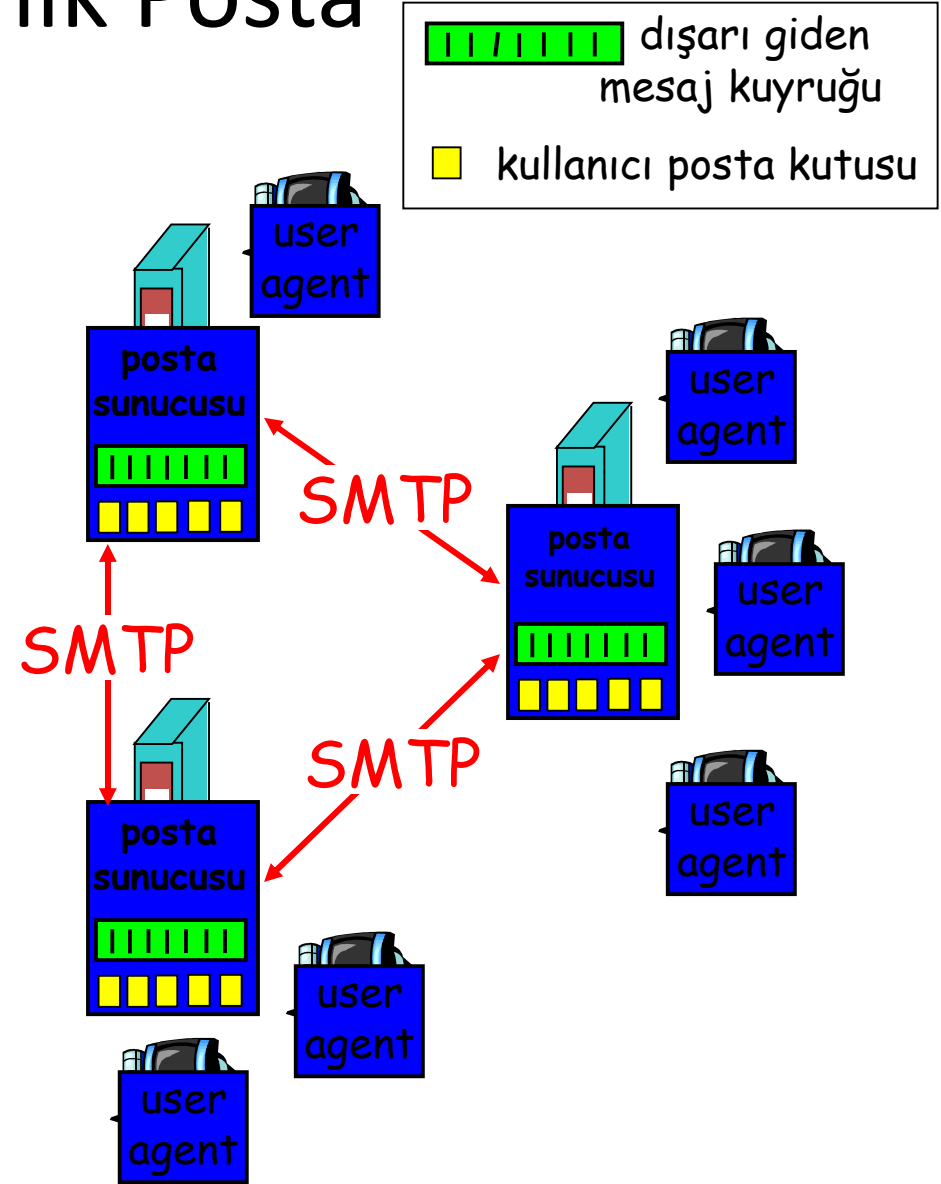 lik Posta
dışarı giden
mesaj kuyruğu
kullanıcı posta kutusu
user
agent
posta
sunucusu
user
agent
SMTP
posta
sunucusu
user
agent
SMTP
SMTP
user
agent
posta
sunucusu
user
agent
user
agent